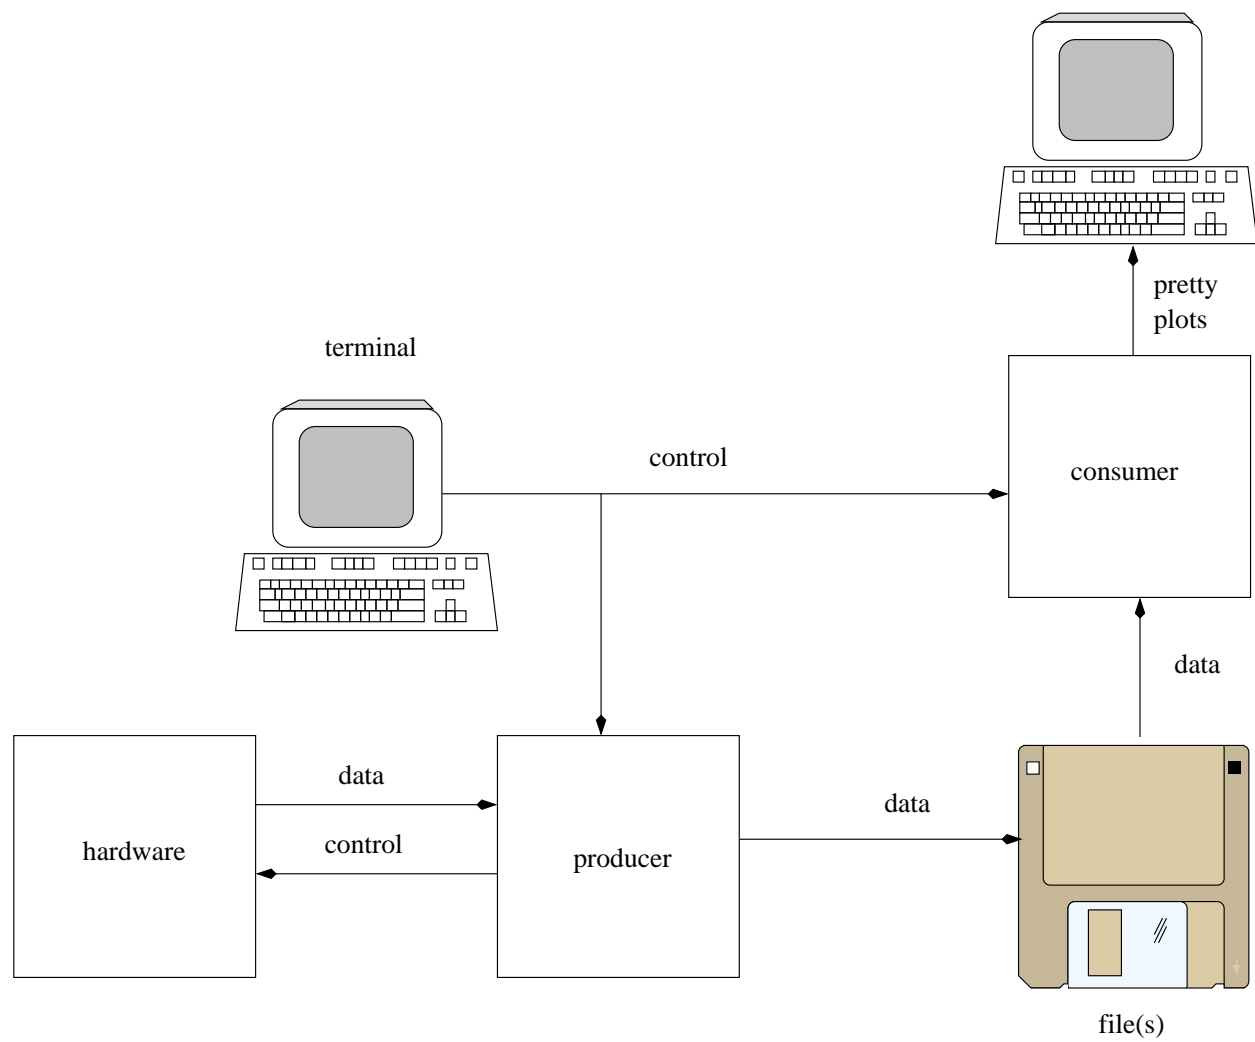 pretty
plots
terminal
control
consumer
data
data
data
control
hardware
producer
file(s)